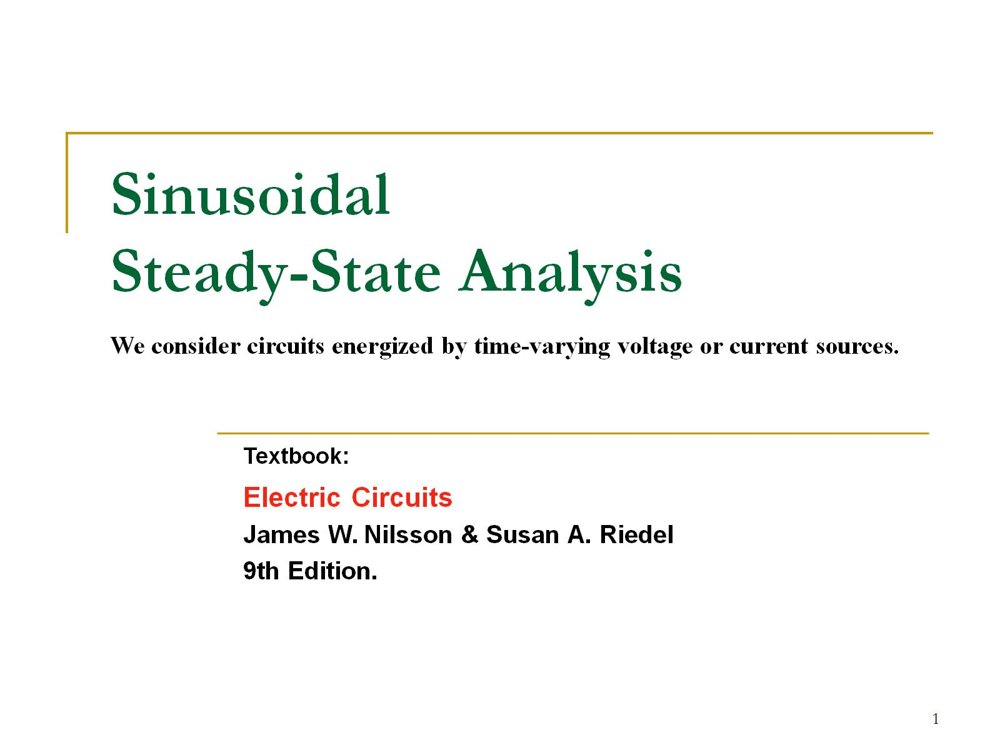 Sinusoidal
Steady-State Analysis
We consider circuits energized by time-varying voltage or current sources.
Textbook:
Electric Circuits
James W. Nilsson & Susan A. Riedel
9th Edition.
1